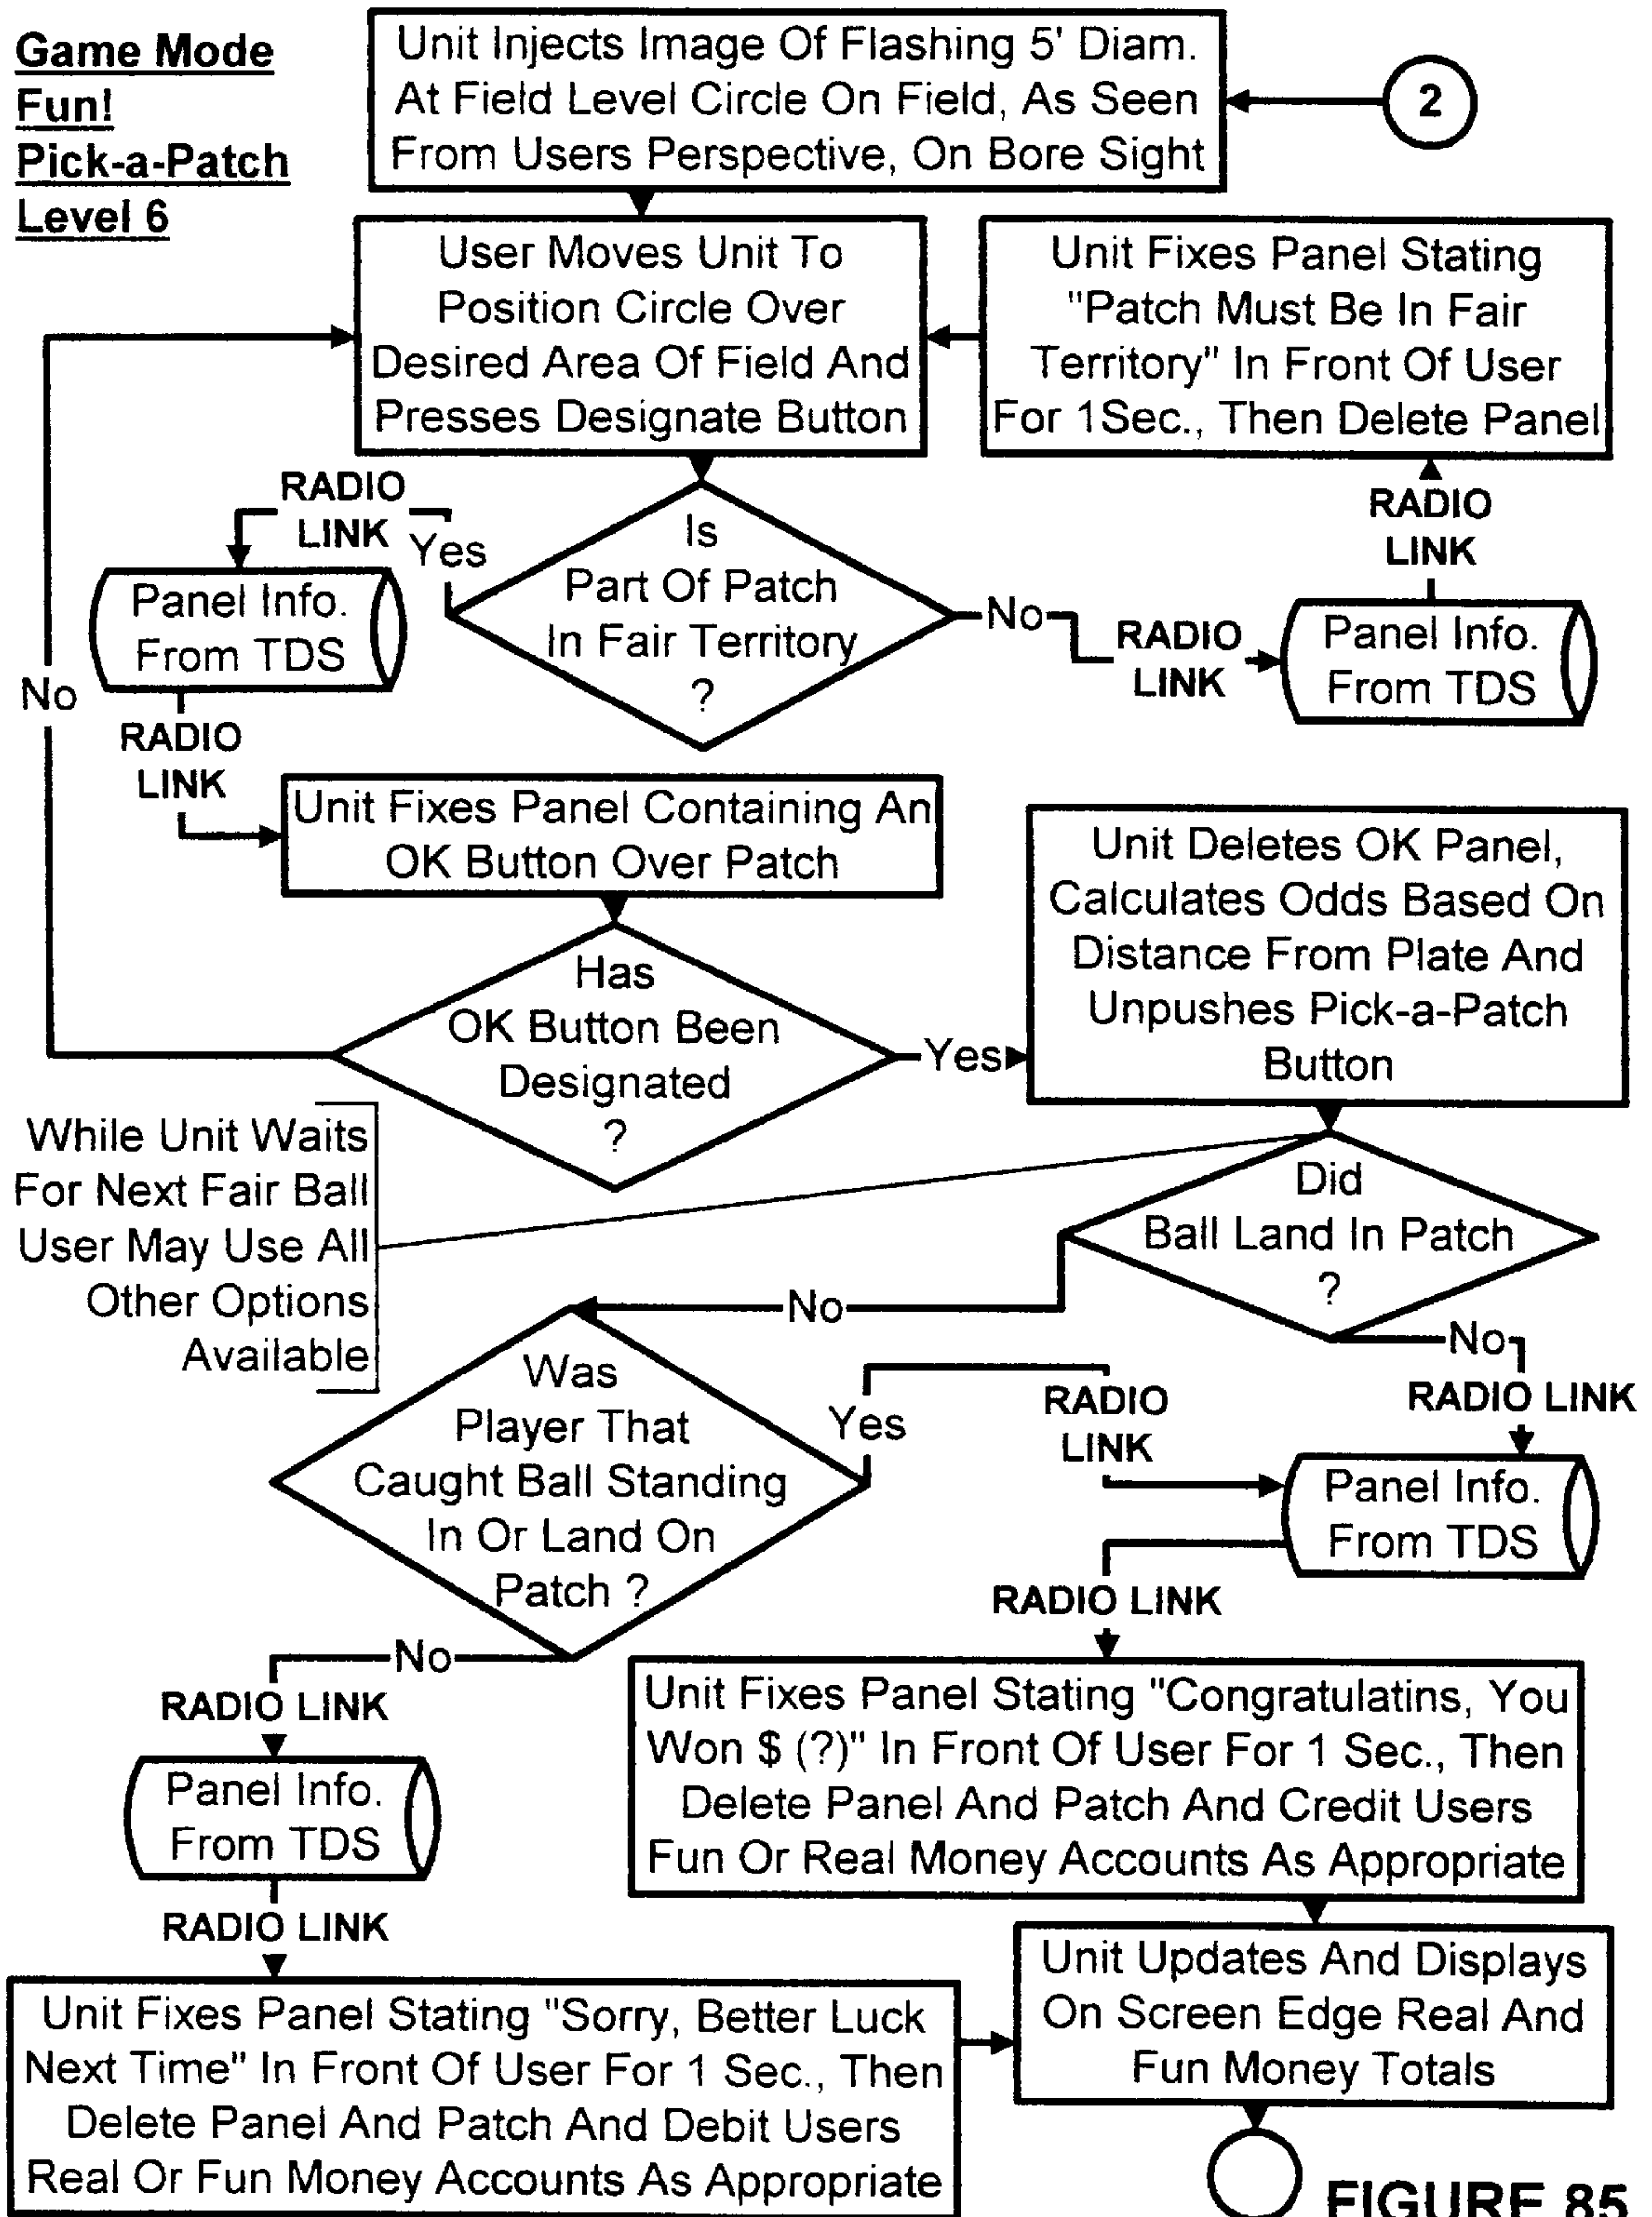 Game Mode
Fun!
Pick-a-Patch
Level 6
Unit Injects Image Of Flashing 5' Diam.
At Field Level Circle On Field, As Seen
From Users Perspective, On Bore Sight
2
User Moves Unit To
Position Circle Over
Desired Area Of Field And
Presses Designate Button
Unit Fixes Panel Stating
"Patch Must Be In Fair
Territory" In Front Of User
For 1Sec., Then Delete Panel
RADIO
LINK
Yes
Is
Part Of Patch
In Fair Territory
?
No
RADIO
LINK
Panel Info.
From TDS
RADIO
LINK
Panel Info.
From TDS
No
RADIO
LINK
Unit Fixes Panel Containing An
OK Button Over Patch
Has
OK Button Been
Designated
?
Yes
Unit Deletes OK Panel,
Calculates Odds Based On
Distance From Plate And
Unpushes Pick-a-Patch
Button
While Unit Waits
For Next Fair Ball
User May Use All
Other Options
Available
Did
Ball Land In Patch
?
No
No
RADIO LINK
Was
Player That
Caught Ball Standing
In Or Land On
Patch ?
Yes
RADIO
LINK
Panel Info.
From TDS
RADIO LINK
No
RADIO LINK
Panel Info.
From TDS
RADIO LINK
Unit Fixes Panel Stating "Congratulatins, You
Won $ (?)" In Front Of User For 1 Sec., Then
Delete Panel And Patch And Credit Users
Fun Or Real Money Accounts As Appropriate
Unit Fixes Panel Stating "Sorry, Better Luck
Next Time" In Front Of User For 1 Sec., Then
Delete Panel And Patch And Debit Users
Real Or Fun Money Accounts As Appropriate
Unit Updates And Displays
On Screen Edge Real And
Fun Money Totals
FIGURE 85